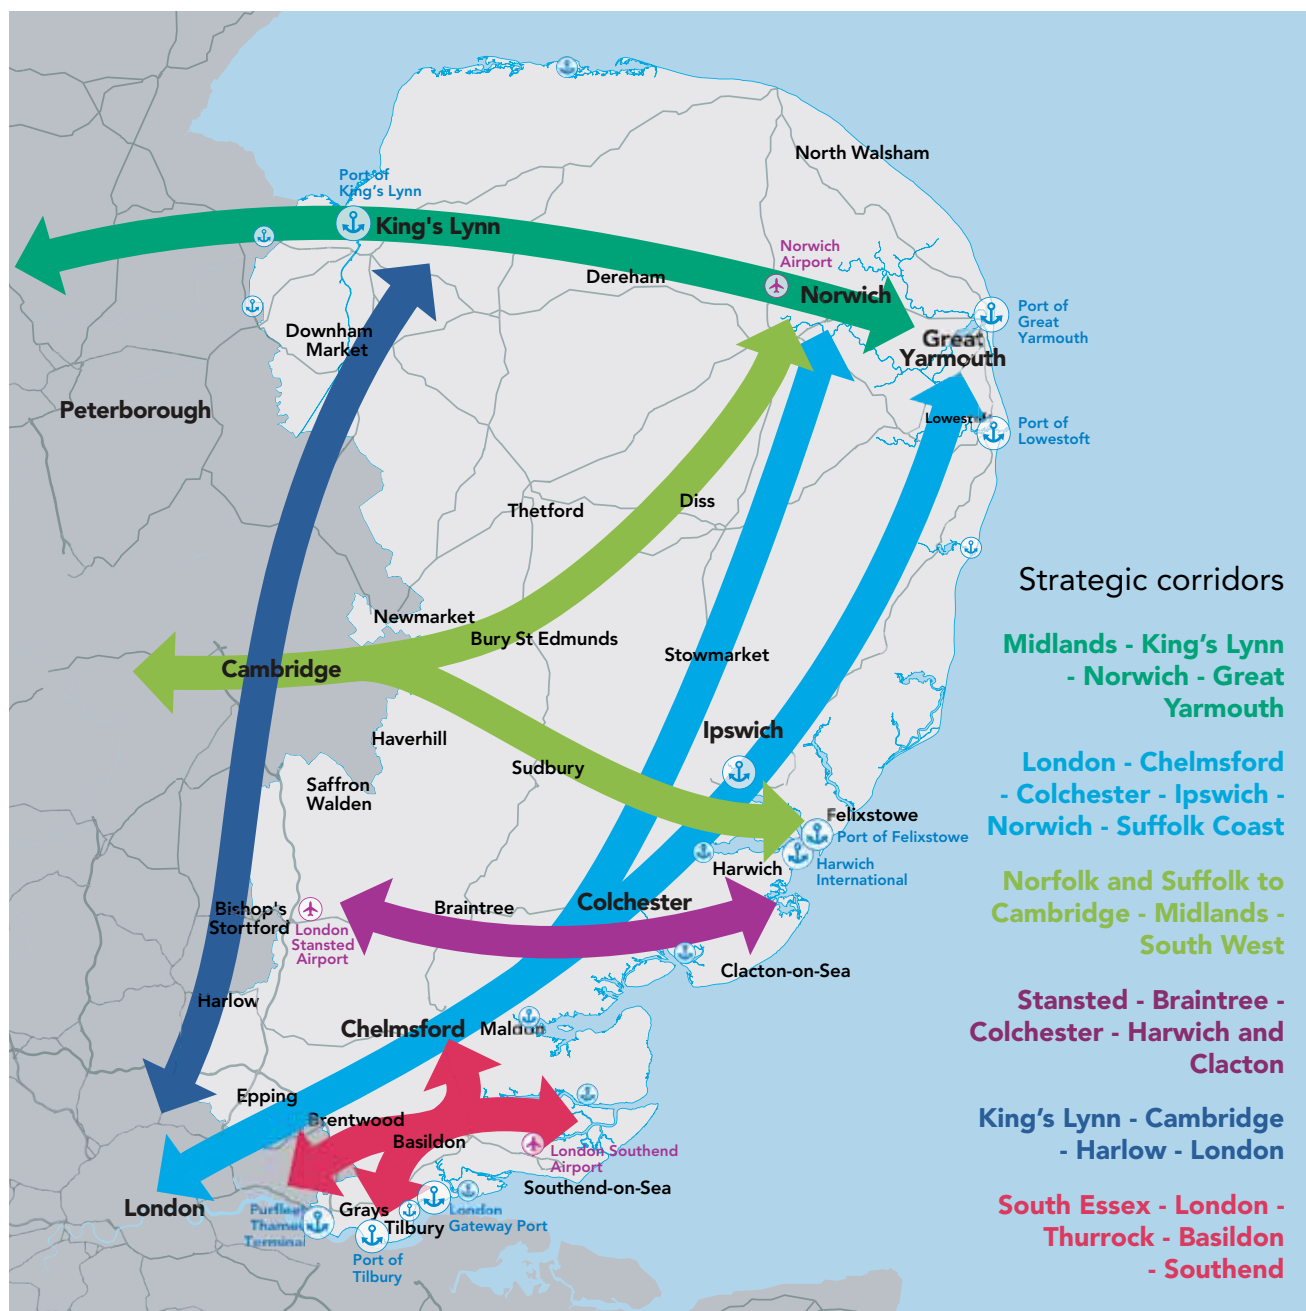 North Walsham
Port of
King's Lynn
King's Lynn
Norwich
Airport
Dereham
Norwich
Port of
Great
Yarmouth
Downham
Market
Great
Yarmouth
Peterborough
Lowestoft
Port of
Lowestoft
Diss
Thetford
Strategic corridors
Newmarket
Bury St Edmunds
Midlands - King's Lynn
- Norwich - Great
Yarmouth
Stowmarket
Cambridge
Ipswich
Haverhill
Sudbury
London - Chelmsford
- Colchester - Ipswich -
Norwich - Suffolk Coast
Saffron
Walden
Felixstowe
Port of Felixstowe
Harwich
Harwich
International
Norfolk and Suffolk to
Cambridge - Midlands -
South West
Bishop's
Stortford
London
Stansted
Airport
Braintree
Colchester
Clacton-on-Sea
Stansted - Braintree -
Colchester - Harwich and
Clacton
Harlow
Chelmsford
Maldon
Epping
Brentwood
Basildon
King's Lynn - Cambridge
- Harlow - London
London Southend
Airport
Southend-on-Sea
London
Purfleet
Thames
Terminal
Grays
Tilbury
London
Gateway Port
Port of
Tilbury
South Essex - London -
Thurrock - Basildon
- Southend